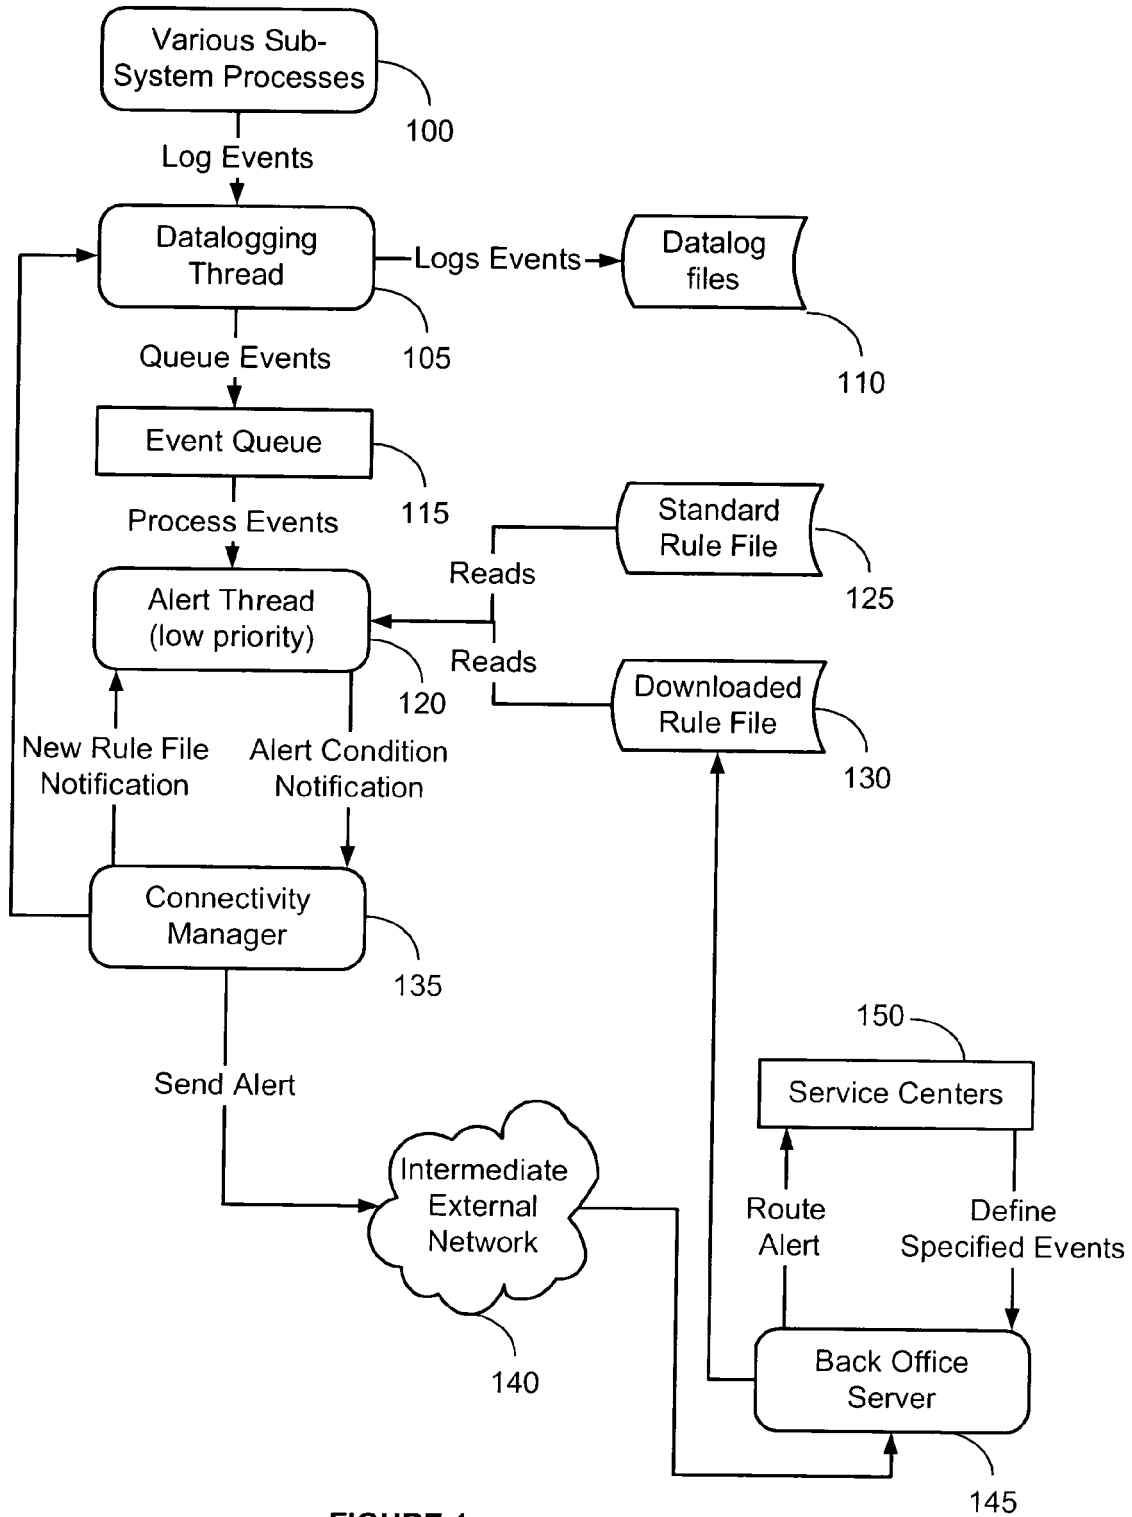 Various Sub-
System Processes
100
Log Events
Datalogging
Thread
105
Logs Events
Datalog
files
110
Queue Events
Event Queue
115
Process Events
Standard
Rule File
125
Reads
Alert Thread
(low priority)
120
Reads
Downloaded
Rule File
130
New Rule File
Notification
Alert Condition
Notification
Connectivity
Manager
135
Send Alert
150
Service Centers
Intermediate
External
Network
140
Route
Alert
Define
Specified Events
Back Office
Server
145